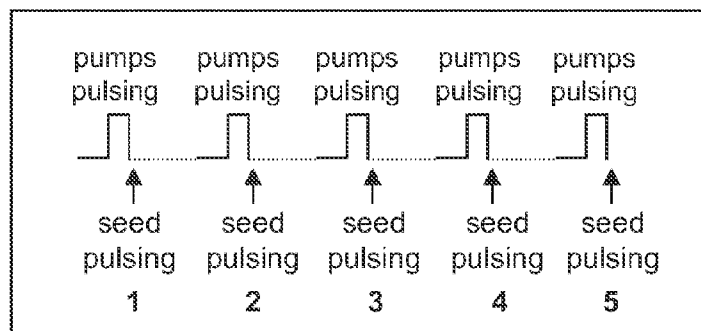 pumps pumps pumps pumps pumps
pulsing pulsing pulsing pulsing pulsing
seed seed seed seed seed
pulsing pulsing pulsing pulsing pulsing
1 2 3 4 5